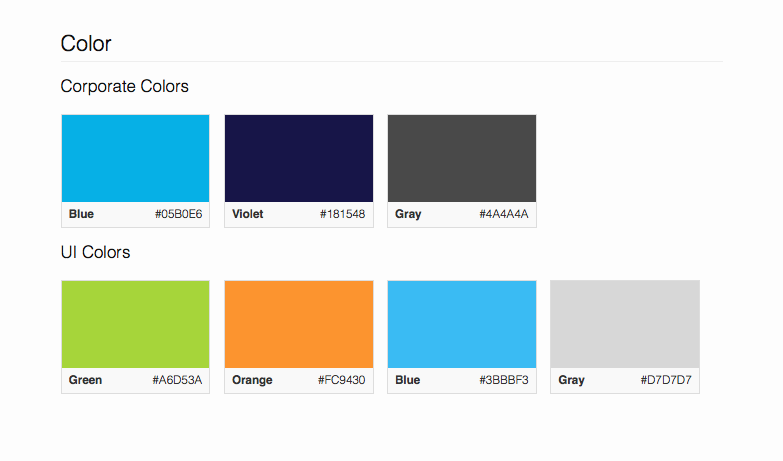 Color
Corporate Colors
Blue #05B0E6
Violet #181548
Gray #4A4A4A
UI Colors
Green #A6D53A
Orange #FC9430
Blue #3BBBF3
Gray #D7D7D7